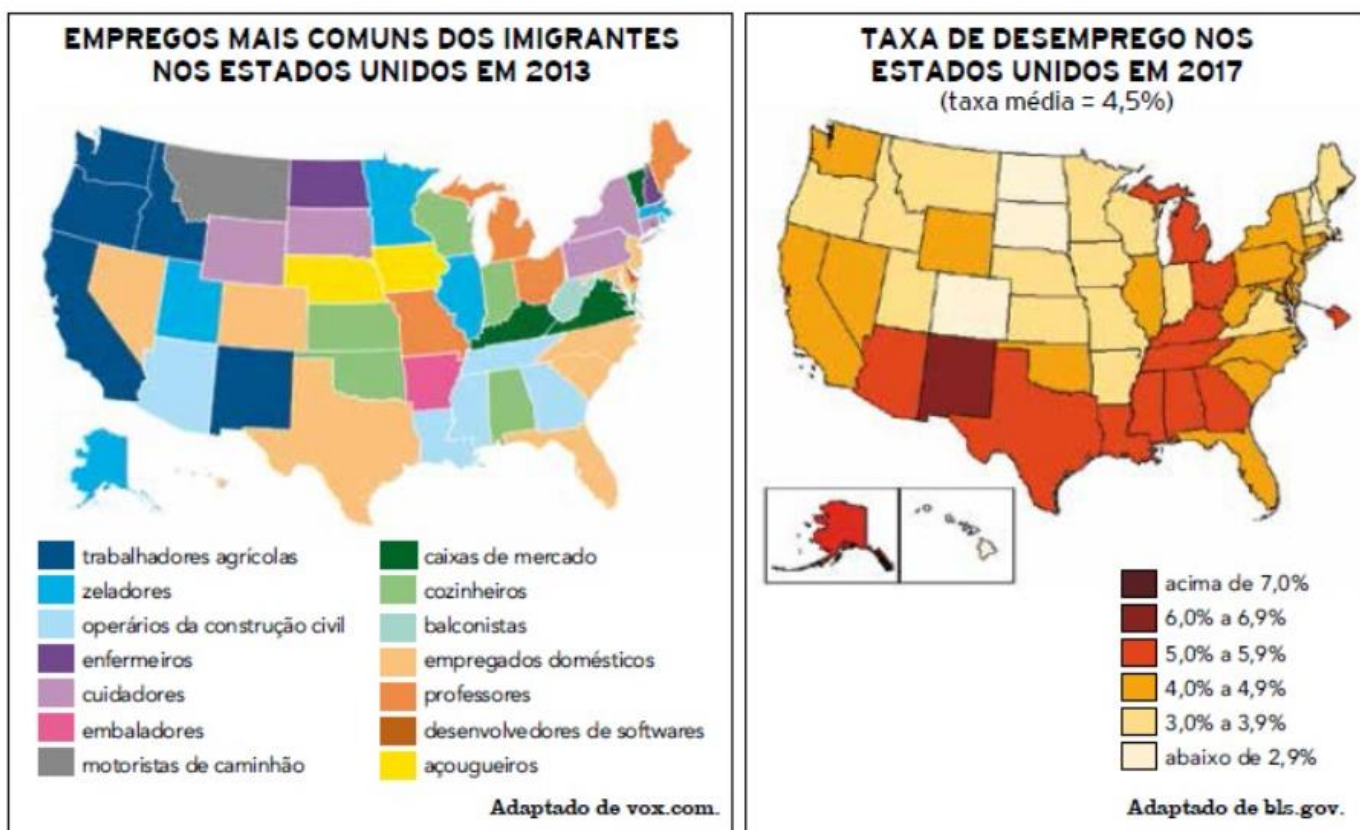 EMPREGOS MAIS COMUNS DOS IMIGRANTES
NOS ESTADOS UNIDOS EM 2013
trabalhadores agrícolas
zeladores
operários da construção civil
enfermeiros
cuidadores
embaladores
motoristas de caminhão
caixas de mercado
cozinheiros
balconistas
empregados domésticos
professores
desenvolvedores de softwares
açougueiros
Adaptado de vox.com.
TAXA DE DESEMPREGO NOS
ESTADOS UNIDOS EM 2017
(taxa média = 4,5%)
acima de 7,0%
6,0% a 6,9%
5,0% a 5,9%
4,0% a 4,9%
3,0% a 3,9%
abaixo de 2,9%
Adaptado de bls.gov.